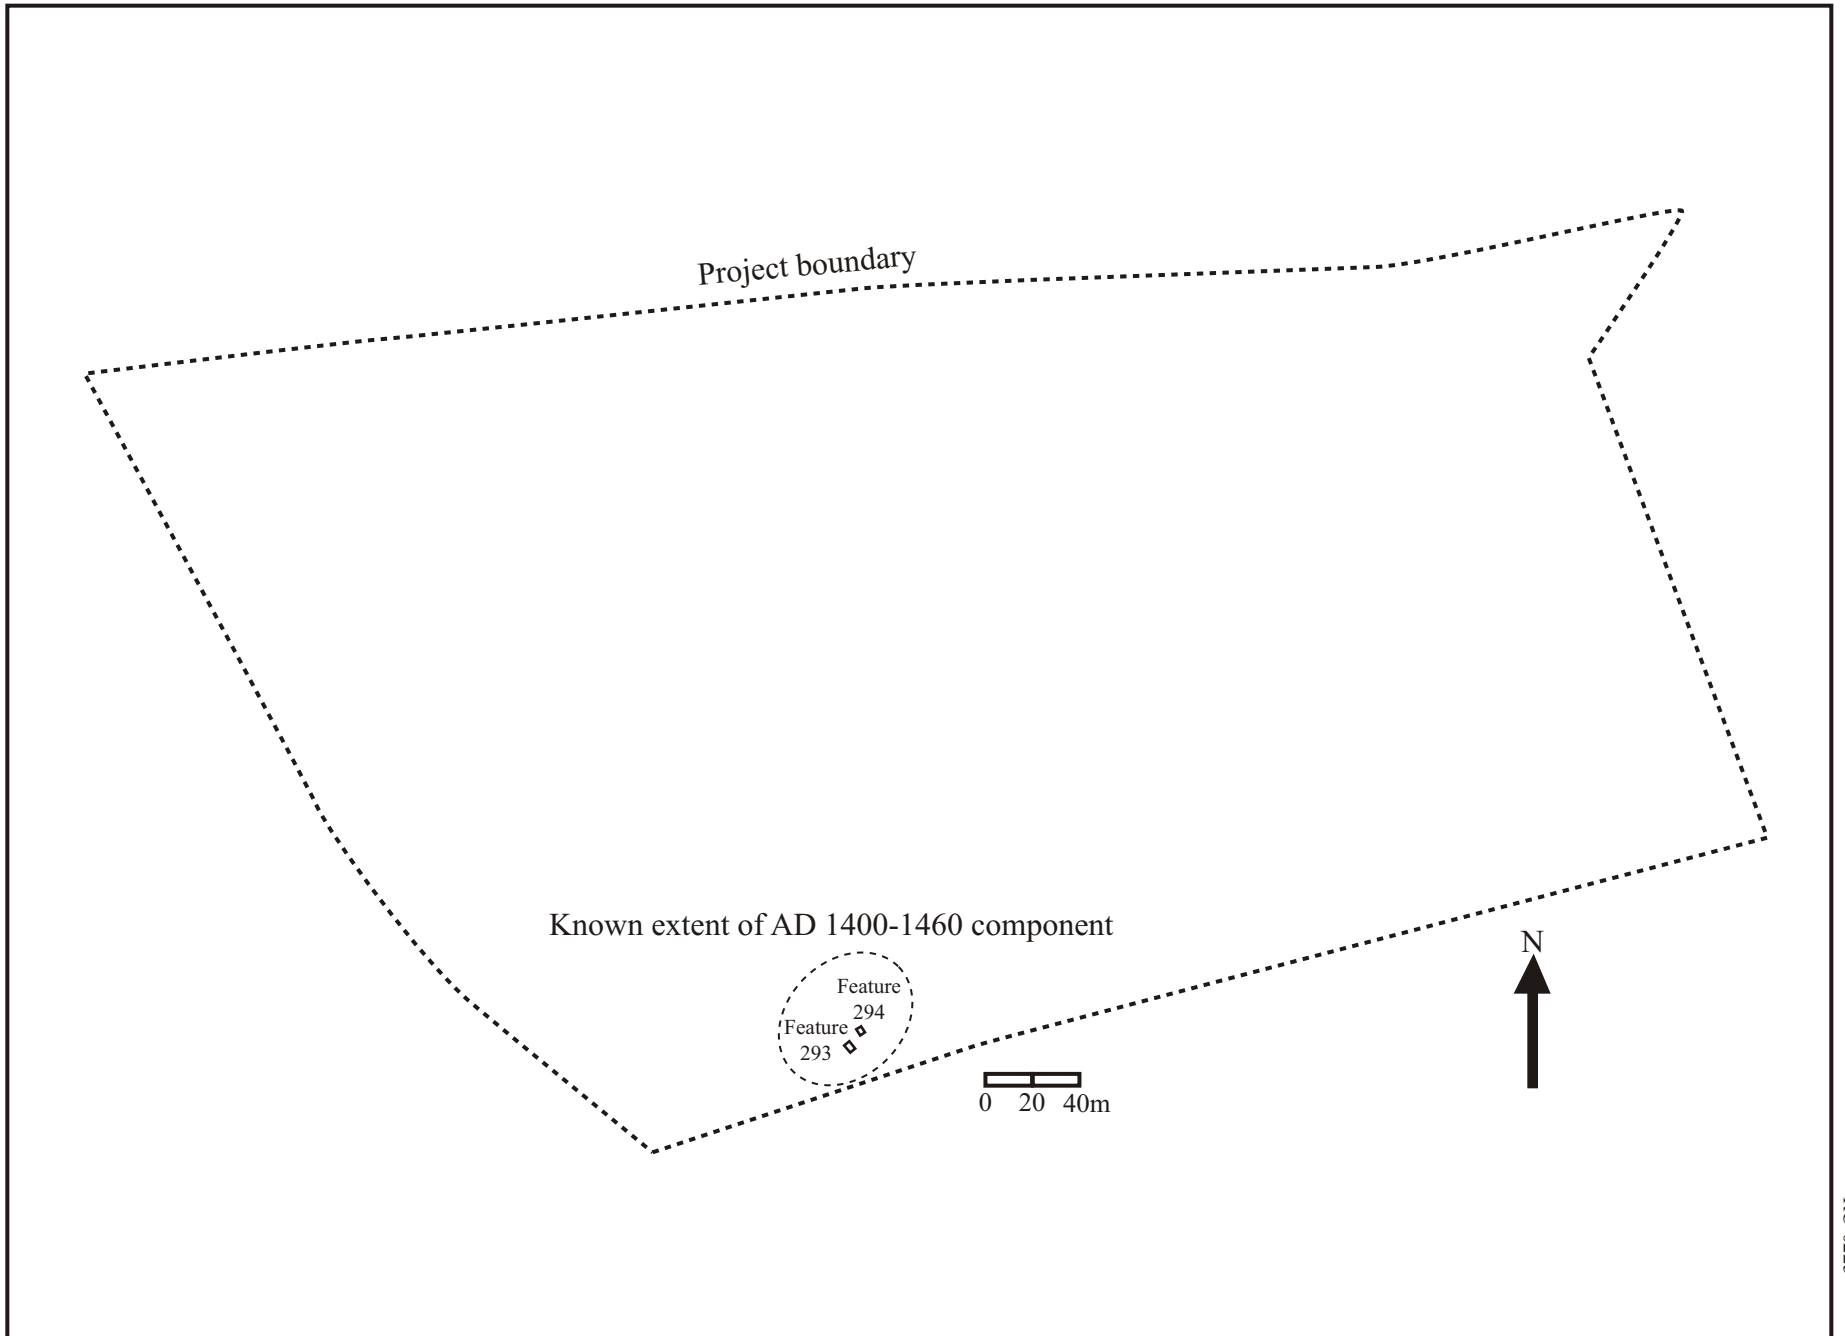 Project boundary
Known extent of AD 1400-1460 component
Feature
294
Feature
293
N
0 20 40m